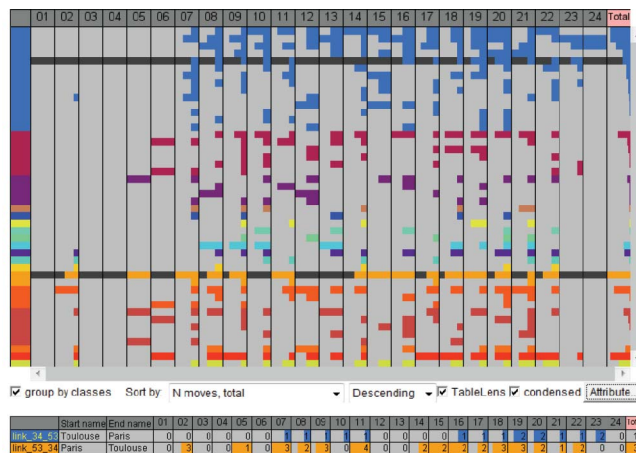 01 02 03 04 05 06 07 08 09 10 11 12 13 14 15 16 17 18 19 20 21 22 23 24 Total
group by classes Sort by: N moves, total Descending TableLens condensed Attribute
Start name End name 01 02 03 04 05 06 07 08 09 10 11 12 13 14 15 16 17 18 19 20 21 22 23 24
link_34_53 Toulouse Paris 0 0 0 0 0 0 1 1 1 1 1 0 0 0 0 1 1 1 2 2 1 1 2 0
link_53_34 Paris Toulouse 0 3 0 0 1 0 3 2 3 0 4 0 0 2 2 2 2 3 3 2 1 2 0 0